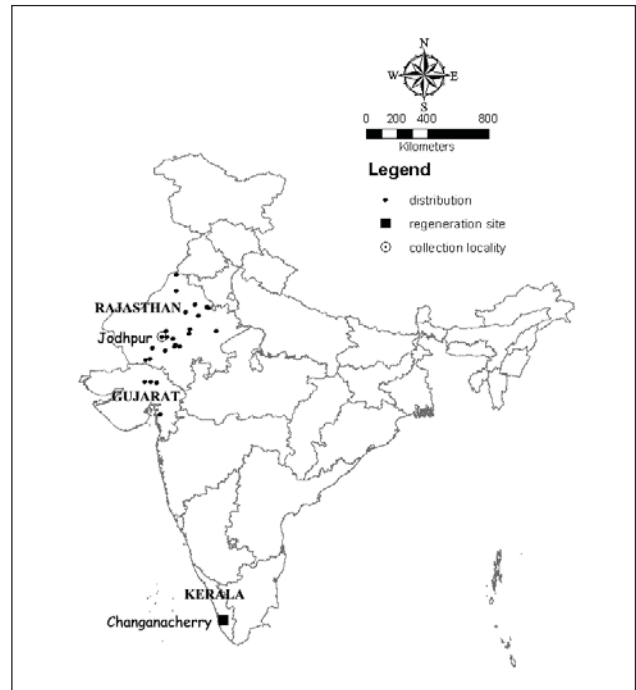 N
W E
S
0 200 400 800
Kilometers
Legend
distribution
regeneration site
collection locality
RAJASTHAN
Jodhpur
GUJARAT
KERALA
Changanacherry